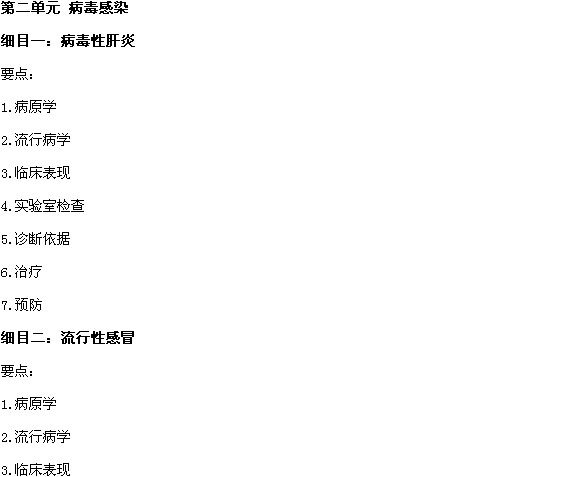 第二单元 病毒感染
细目一：病毒性肝炎
要点：
1.病原学
2.流行病学
3.临床表现
4.实验室检查
5.诊断依据
6.治疗
7.预防
细目二：流行性感冒
要点：
1.病原学
2.流行病学
3.临床表现